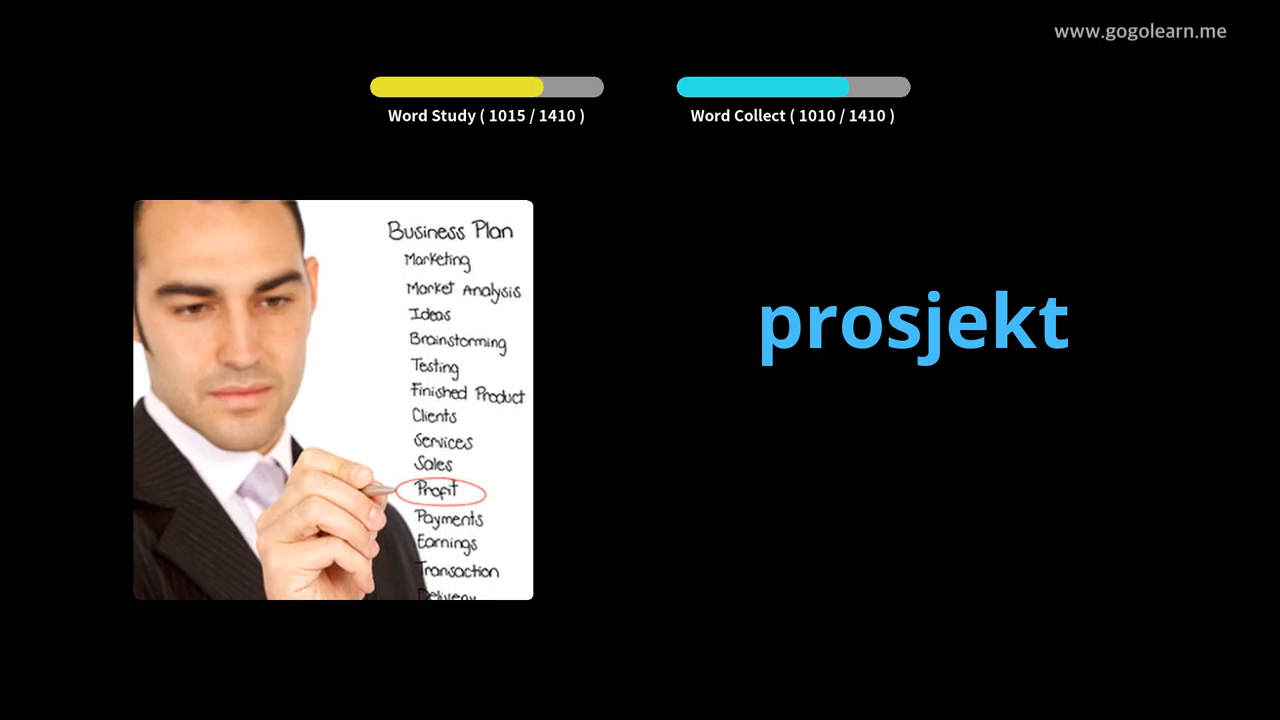 www.gogolearn.me
Word Study ( 1015 / 1410 )
Word Collect ( 1010 / 1410 )
Business Plan
Marketing
Market Analysis
Ideas
Brainstorming
Testing
Finished Product
Clients
Services
Sales
Profit
Payments
Earnings
Transaction
Delivery
prosjekt